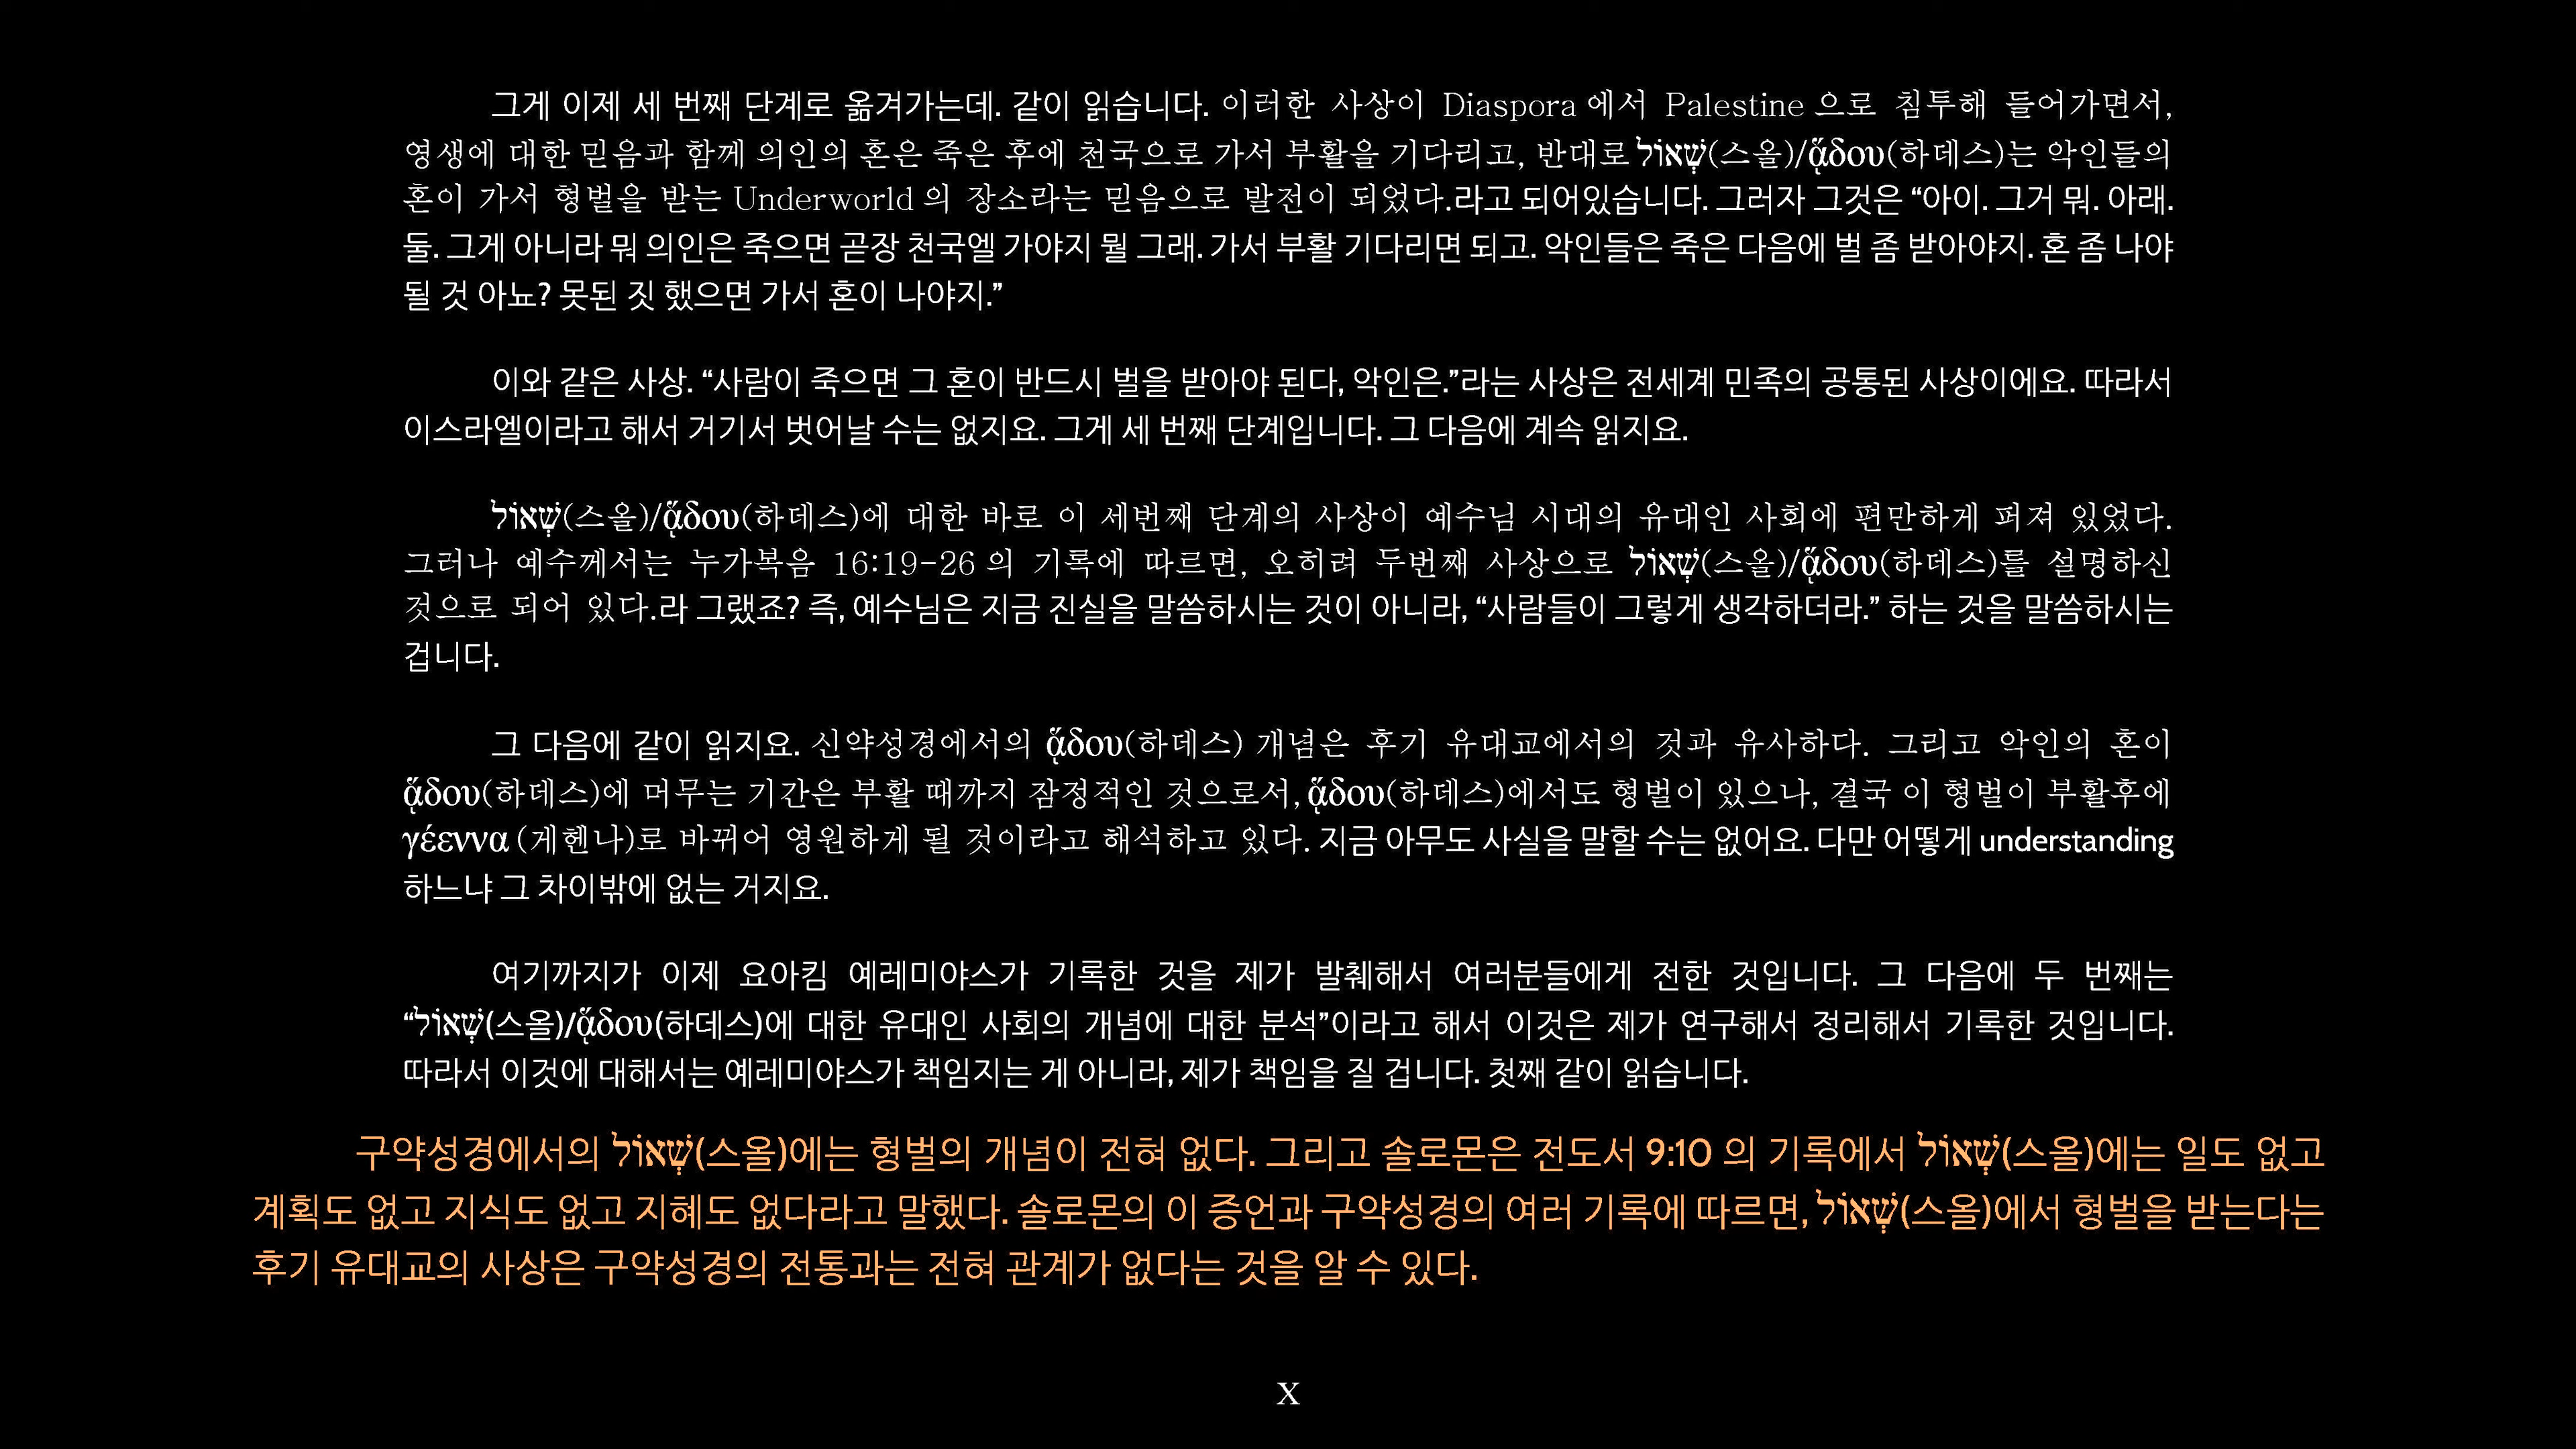 그게 이제 세 번째 단계로 옮겨가는데. 같이 읽습니다. 이러한 사상이 Diaspora 에서 Palestine 으로 침투해 들어가면서,
영생에 대한 믿음과 함께 의인의 혼은 죽은 후에 천국으로 가서 부활을 기다리고, 반대로 שְׁאוֹל(스올)/ᾅδου(하데스)는 악인들의
혼이 가서 형벌을 받는 Underworld 의 장소라는 믿음으로 발전이 되었다.라고 되어있습니다. 그러자 그것은 “아이. 그거 뭐. 아래.
둘. 그게 아니라 뭐 의인은 죽으면 곧장 천국엘 가야지 뭘 그래. 가서 부활 기다리면 되고. 악인들은 죽은 다음에 벌 좀 받아야지. 혼 좀 나야
될 것 아뇨? 못된 짓 했으면 가서 혼이 나야지.”
이와 같은 사상. “사람이 죽으면 그 혼이 반드시 벌을 받아야 된다, 악인은.”라는 사상은 전세계 민족의 공통된 사상이에요. 따라서
이스라엘이라고 해서 거기서 벗어날 수는 없지요. 그게 세 번째 단계입니다. 그 다음에 계속 읽지요.
שְׁאוֹל(스올)/ᾅδου(하데스)에 대한 바로 이 세번째 단계의 사상이 예수님 시대의 유대인 사회에 편만하게 퍼져 있었다.
그러나 예수께서는 누가복음 16:19-26 의 기록에 따르면, 오히려 두번째 사상으로 שְׁאוֹל(스올)/ᾅδου(하데스)를 설명하신
것으로 되어 있다.라 그랬죠? 즉, 예수님은 지금 진실을 말씀하시는 것이 아니라, “사람들이 그렇게 생각하더라.” 하는 것을 말씀하시는
겁니다.
그 다음에 같이 읽지요. 신약성경에서의 ᾅδου(하데스) 개념은 후기 유대교에서의 것과 유사하다. 그리고 악인의 혼이
ᾅδου(하데스)에 머무는 기간은 부활 때까지 잠정적인 것으로서, ᾅδου(하데스)에서도 형벌이 있으나, 결국 이 형벌이 부활후에
γέεννα (게헨나)로 바뀌어 영원하게 될 것이라고 해석하고 있다. 지금 아무도 사실을 말할 수는 없어요. 다만 어떻게 understanding
하느냐 그 차이밖에 없는 거지요.
여기까지가 이제 요아킴 예레미야스가 기록한 것을 제가 발췌해서 여러분들에게 전한 것입니다. 그 다음에 두 번째는
“שְׁאוֹל(스올)/ᾅδου(하데스)에 대한 유대인 사회의 개념에 대한 분석”이라고 해서 이것은 제가 연구해서 정리해서 기록한 것입니다.
따라서 이것에 대해서는 예레미야스가 책임지는 게 아니라, 제가 책임을 질 겁니다. 첫째 같이 읽습니다.
구약성경에서의 שְׁאוֹל(스올)에는 형벌의 개념이 전혀 없다. 그리고 솔로몬은 전도서 9:10 의 기록에서 שְׁאוֹל(스올)에는 일도 없고
계획도 없고 지식도 없고 지혜도 없다라고 말했다. 솔로몬의 이 증언과 구약성경의 여러 기록에 따르면, שְׁאוֹל(스올)에서 형벌을 받는다는
후기 유대교의 사상은 구약성경의 전통과는 전혀 관계가 없다는 것을 알 수 있다.
X